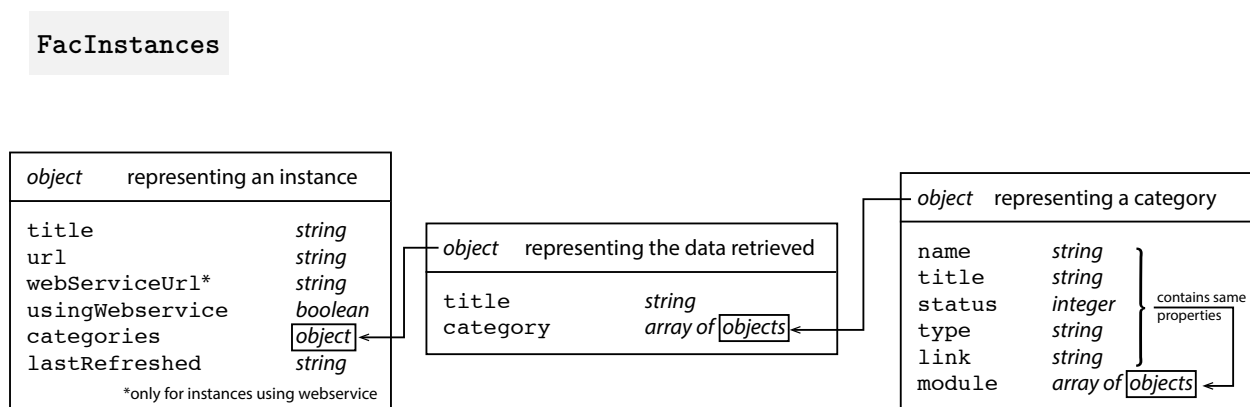 FacInstances
object representing an instance
title string
url string
webServiceUrl* string
usingWebservice boolean
categories object
lastRefreshed string
*only for instances using webservice
object representing the data retrieved
title string
category array of objects
object representing a category
name string
title string
status integer
type string
link string
module array of objects
contains same
properties